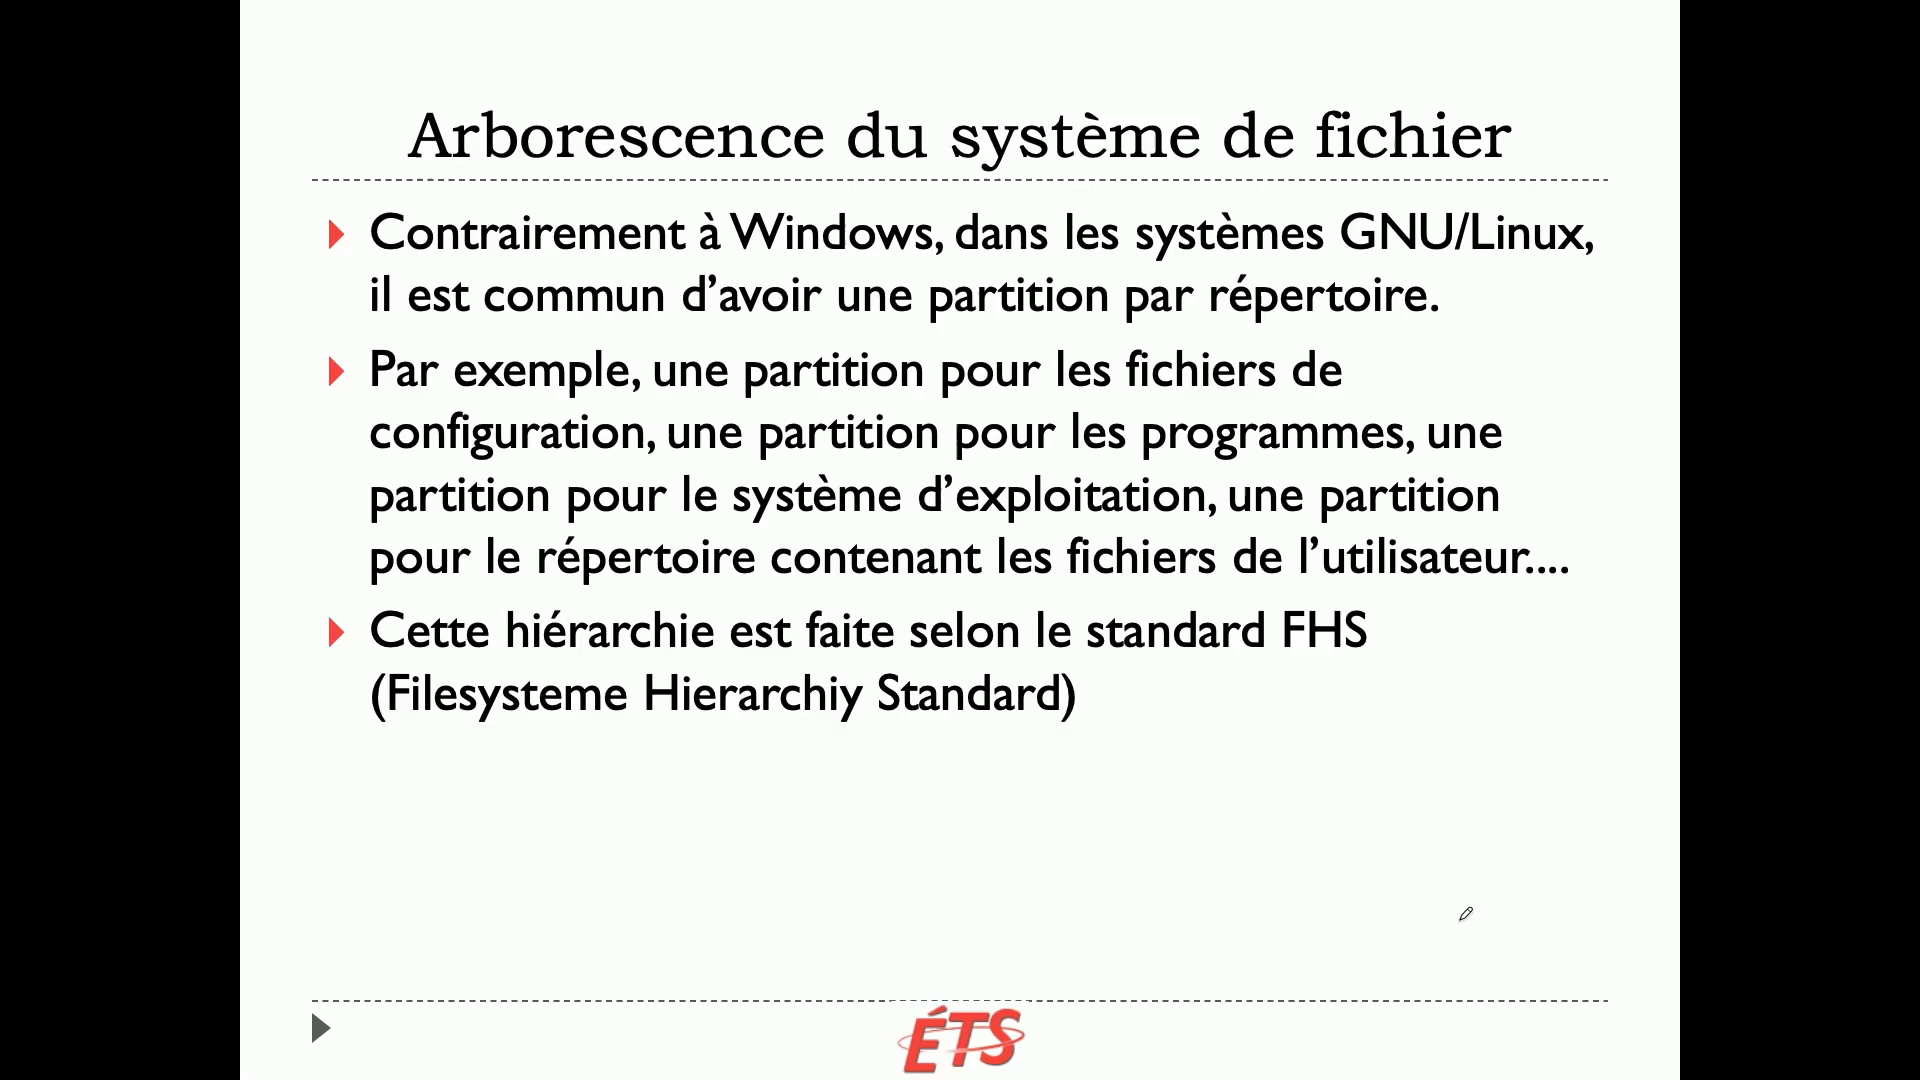 Arborescence du système de fichier
Contrairement à Windows, dans les systèmes GNU/Linux,
il est commun d’avoir une partition par répertoire.
Par exemple, une partition pour les fichiers de
configuration, une partition pour les programmes, une
partition pour le système d’exploitation, une partition
pour le répertoire contenant les fichiers de l’utilisateur....
Cette hiérarchie est faite selon le standard FHS
(Filesysteme Hierarchiy Standard)
ÉTS